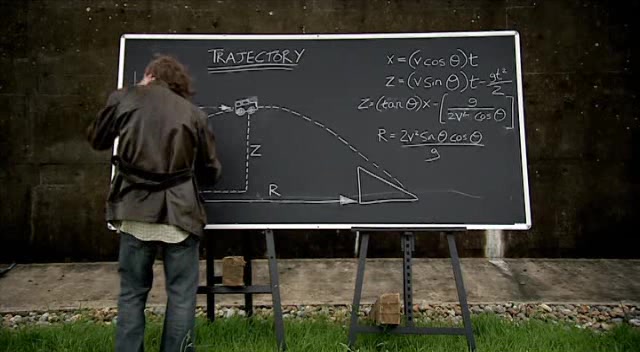 TRAJECTORY
x = (v cos θ) t
z = (v sin θ) t - gt²/2
z = (tan θ) x - [g / 2v² cos θ]
R = 2v² sin θ cos θ / g
Z
R